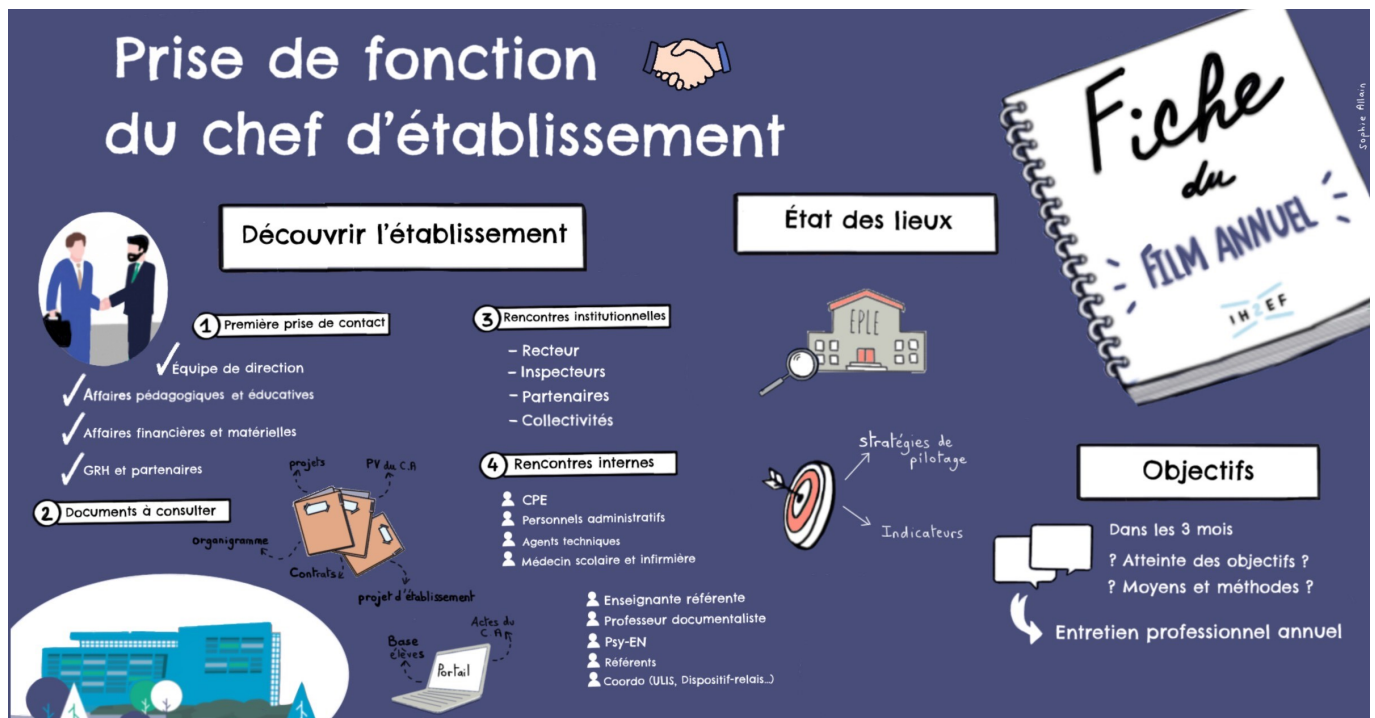 Prise de fonction
du chef d'établissement
Fiche
du
FILM ANNUEL
IH2EF
Sophie Allain
Découvrir l'établissement
1 Première prise de contact
Équipe de direction
Affaires pédagogiques et éducatives
Affaires financières et matérielles
GRH et partenaires
2 Documents à consulter
projets
PV du C.A
Organigramme
Contrats
projet d'établissement
Base
élèves
Actes du
C.A
Portail
3 Rencontres institutionnelles
– Recteur
– Inspecteurs
– Partenaires
– Collectivités
4 Rencontres internes
CPE
Personnels administratifs
Agents techniques
Médecin scolaire et infirmière
Enseignante référente
Professeur documentaliste
Psy-EN
Référents
Coordo (ULIS, Dispositif-relais...)
État des lieux
EPLE
stratégies de
pilotage
Indicateurs
Objectifs
Dans les 3 mois
? Atteinte des objectifs ?
? Moyens et méthodes ?
Entretien professionnel annuel